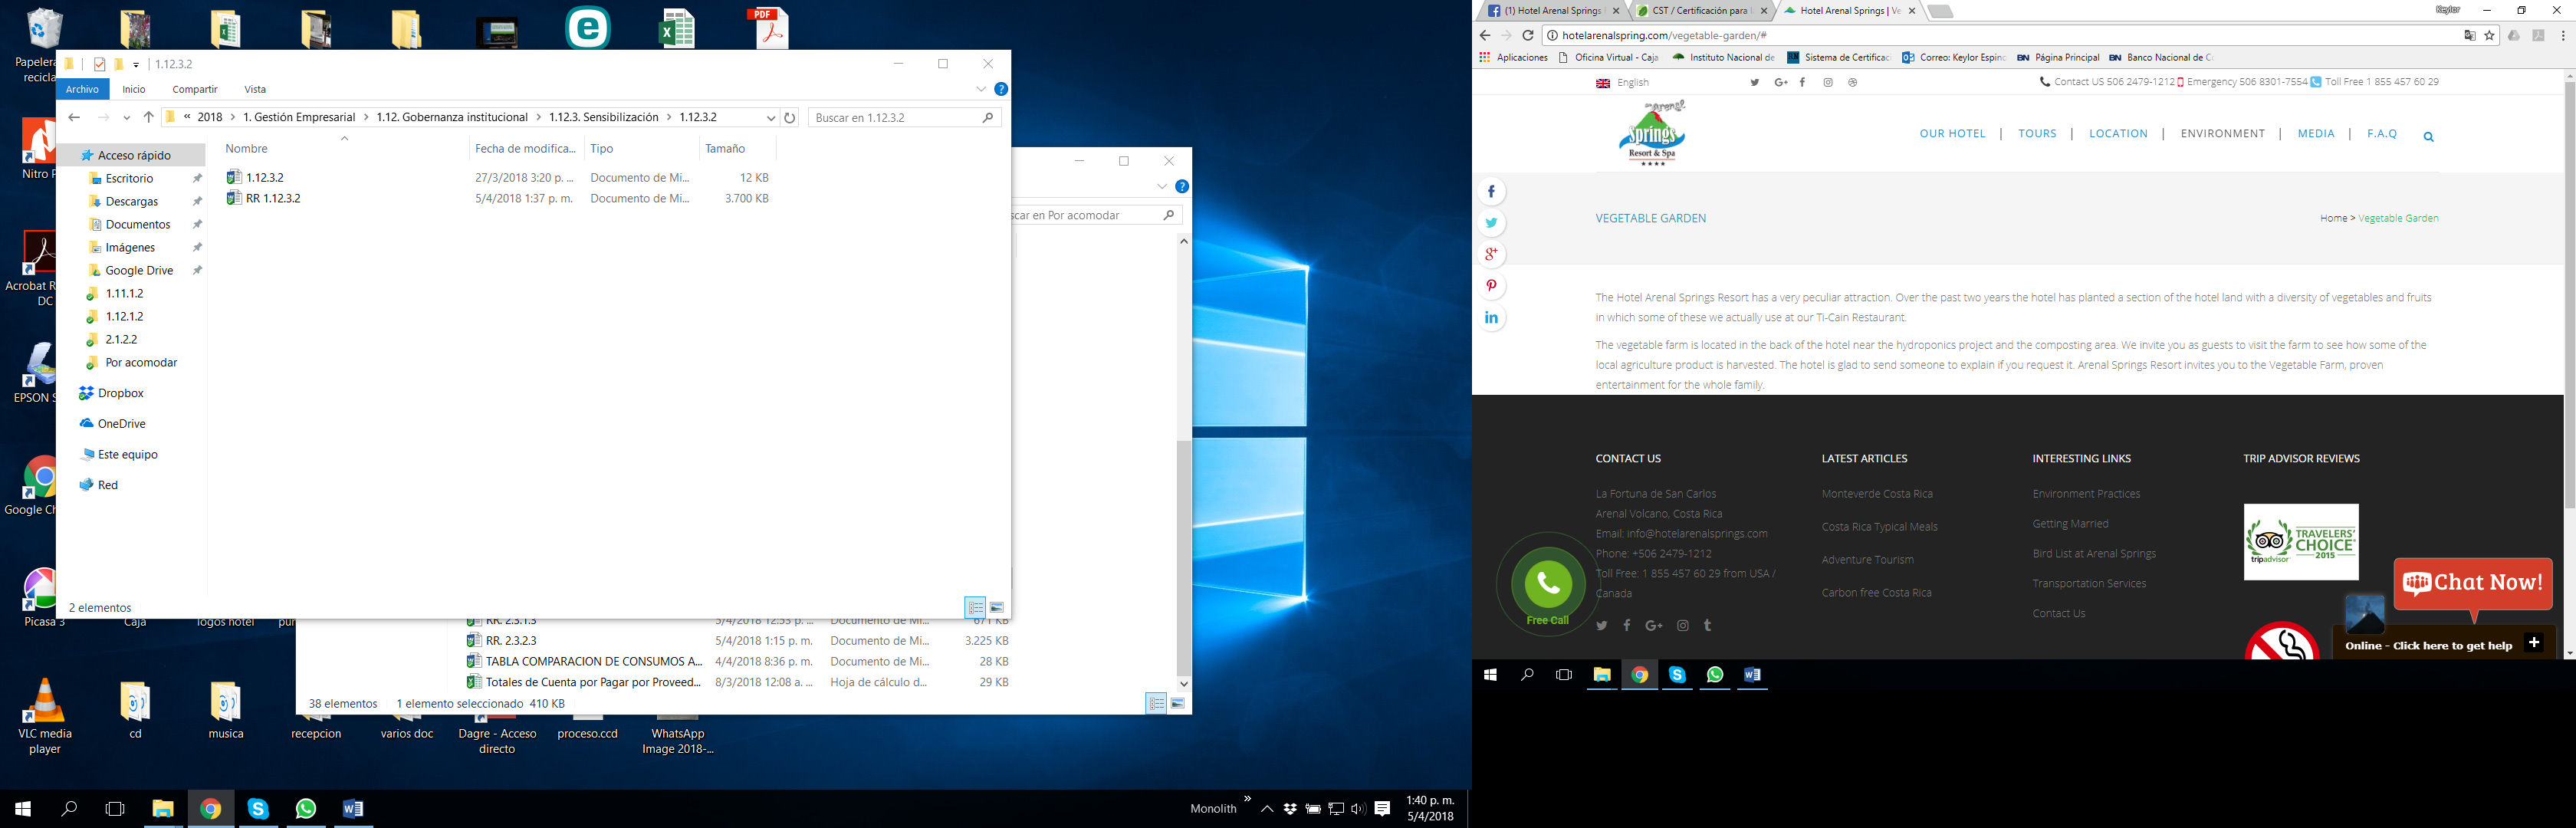 Papelera
recicla
Nitro P
Acrobat R
DC
EPSON S
Google Ch
Picasa 3
Caja
logos hotel
VLC media
player
cd
musica
recepcion
varios doc
Dagre - Acceso
directo
proceso.ccd
WhatsApp
Image 2018-...
PDF
1.12.3.2
Archivo Inicio Compartir Vista
« 2018 > 1. Gestión Empresarial > 1.12. Gobernanza institucional > 1.12.3. Sensibilización > 1.12.3.2
Buscar en 1.12.3.2
Nombre Fecha de modifica... Tipo Tamaño
1.12.3.2 27/3/2018 3:20 p. ... Documento de Mi... 12 KB
RR 1.12.3.2 5/4/2018 1:37 p. m. Documento de Mi... 3.700 KB
Acceso rápido
Escritorio
Descargas
Documentos
Imágenes
Google Drive
1.11.1.2
1.12.1.2
2.1.2.2
Por acomodar
Dropbox
OneDrive
Este equipo
Red
2 elementos
scar en Por acomodar
RR. 2.3.1.3 5/4/2018 12:53 p. ... Documento de Mi... 671 KB
RR. 2.3.2.3 5/4/2018 1:15 p. m. Documento de Mi... 3.225 KB
TABLA COMPARACION DE CONSUMOS A... 4/4/2018 8:36 p. m. Documento de Mi... 28 KB
Totales de Cuenta por Pagar por Proveed... 8/3/2018 12:08 a. ... Hoja de cálculo d... 29 KB
38 elementos 1 elemento seleccionado 410 KB
Monolith
1:40 p. m.
5/4/2018
(1) Hotel Arenal Springs
CST / Certificación para l
Hotel Arenal Springs | Ve
Keylor
hotelarenalspring.com/vegetable-garden/#
Aplicaciones Oficina Virtual - Caja Instituto Nacional de Sistema de Certificac Correo: Keylor Espino Página Principal Banco Nacional de C
English
Contact US 506 2479-1212 Emergency 506 8301-7554 Toll Free 1 855 457 60 29
Arenal
Springs
Resort & Spa
OUR HOTEL | TOURS | LOCATION | ENVIRONMENT | MEDIA | F.A.Q
VEGETABLE GARDEN
Home > Vegetable Garden
The Hotel Arenal Springs Resort has a very peculiar attraction. Over the past two years the hotel has planted a section of the hotel land with a diversity of vegetables and fruits
in which some of these we actually use at our Ti-Cain Restaurant.
The vegetable farm is located in the back of the hotel near the hydroponics project and the composting area. We invite you as guests to visit the farm to see how some of the
local agriculture product is harvested. The hotel is glad to send someone to explain if you request it. Arenal Springs Resort invites you to the Vegetable Farm, proven
entertainment for the whole family.
CONTACT US
La Fortuna de San Carlos
Arenal Volcano, Costa Rica
Email: info@hotelarenalsprings.com
Phone: +506 2479-1212
Toll Free: 1 855 457 60 29 from USA /
Canada
Free Call
LATEST ARTICLES
Monteverde Costa Rica
Costa Rica Typical Meals
Adventure Tourism
Carbon free Costa Rica
INTERESTING LINKS
Environment Practices
Getting Married
Bird List at Arenal Springs
Transportation Services
Contact Us
TRIP ADVISOR REVIEWS
tripadvisor
TRAVELERS'
CHOICE
2015
Chat Now!
Online - Click here to get help